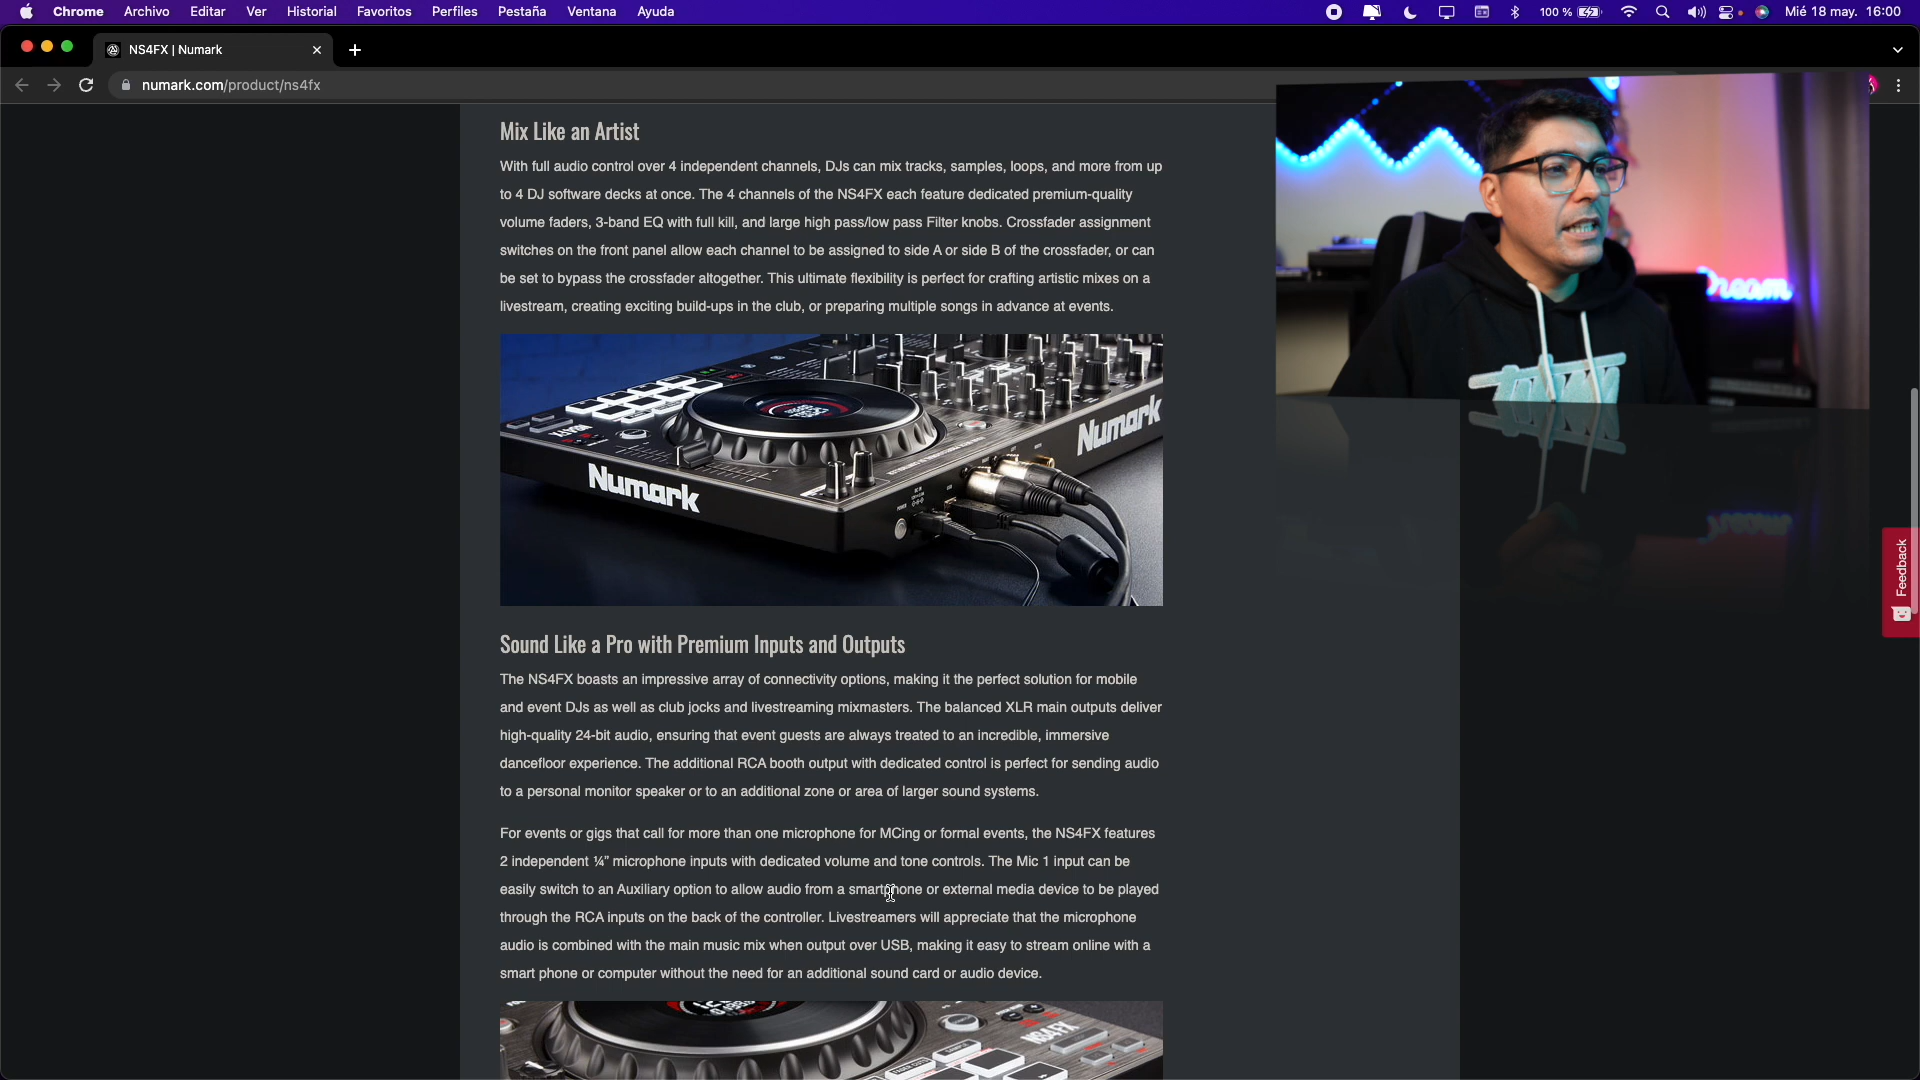 Chrome Archivo Editar Ver Historial Favoritos Perfiles Pestaña Ventana Ayuda 100 % Mié 18 may. 16:00
NS4FX | Numark
numark.com/product/ns4fx
Mix Like an Artist
With full audio control over 4 independent channels, DJs can mix tracks, samples, loops, and more from up
to 4 DJ software decks at once. The 4 channels of the NS4FX each feature dedicated premium-quality
volume faders, 3-band EQ with full kill, and large high pass/low pass Filter knobs. Crossfader assignment
switches on the front panel allow each channel to be assigned to side A or side B of the crossfader, or can
be set to bypass the crossfader altogether. This ultimate flexibility is perfect for crafting artistic mixes on a
livestream, creating exciting build-ups in the club, or preparing multiple songs in advance at events.
Dream
NS4FX
Numark
Numark
Feedback
Sound Like a Pro with Premium Inputs and Outputs
The NS4FX boasts an impressive array of connectivity options, making it the perfect solution for mobile
and event DJs as well as club jocks and livestreaming mixmasters. The balanced XLR main outputs deliver
high-quality 24-bit audio, ensuring that event guests are always treated to an incredible, immersive
dancefloor experience. The additional RCA booth output with dedicated control is perfect for sending audio
to a personal monitor speaker or to an additional zone or area of larger sound systems.
For events or gigs that call for more than one microphone for MCing or formal events, the NS4FX features
2 independent ¼” microphone inputs with dedicated volume and tone controls. The Mic 1 input can be
easily switch to an Auxiliary option to allow audio from a smartphone or external media device to be played
through the RCA inputs on the back of the controller. Livestreamers will appreciate that the microphone
audio is combined with the main music mix when output over USB, making it easy to stream online with a
smart phone or computer without the need for an additional sound card or audio device.
NS4FX